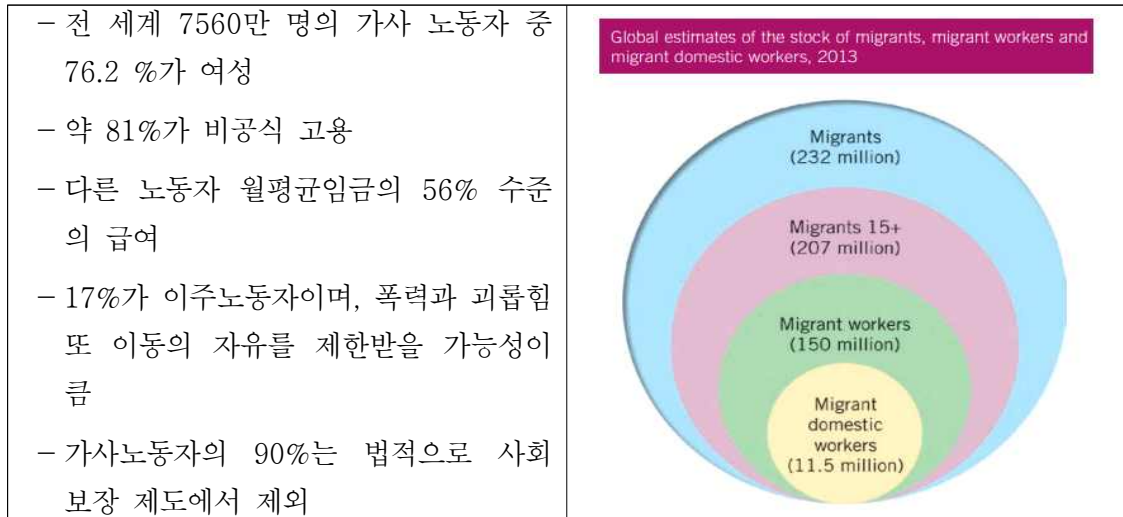 – 전 세계 7560만 명의 가사 노동자 중
76.2 %가 여성
– 약 81%가 비공식 고용
– 다른 노동자 월평균임금의 56% 수준
의 급여
– 17%가 이주노동자이며, 폭력과 괴롭힘
또 이동의 자유를 제한받을 가능성이
큼
– 가사노동자의 90%는 법적으로 사회
보장 제도에서 제외
Global estimates of the stock of migrants, migrant workers and
migrant domestic workers, 2013
Migrants
(232 million)
Migrants 15+
(207 million)
Migrant workers
(150 million)
Migrant
domestic
workers
(11.5 million)